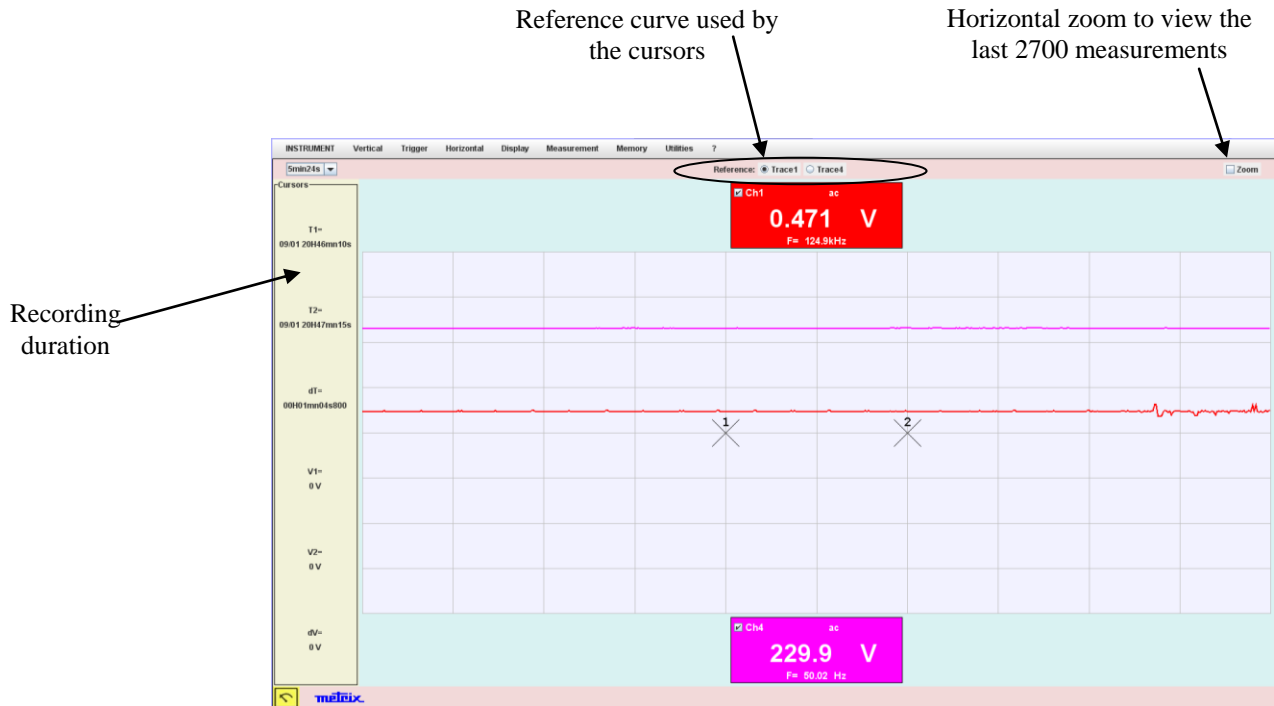 Reference curve used by
the cursors
Horizontal zoom to view the
last 2700 measurements
INSTRUMENT Vertical Trigger Horizontal Display Measurement Memory Utilities ?
5min24s Reference: Trace1 Trace4 Zoom
Cursors
Ch1 ac
0.471 V
F= 124.9kHz
T1=
09/01 20H46mn10s
Recording
duration
T2=
09/01 20H47mn15s
dT=
00H01mn04s800
1 2
V1=
0 V
V2=
0 V
dV=
0 V
Ch4 ac
229.9 V
F= 50.02 Hz
metrix